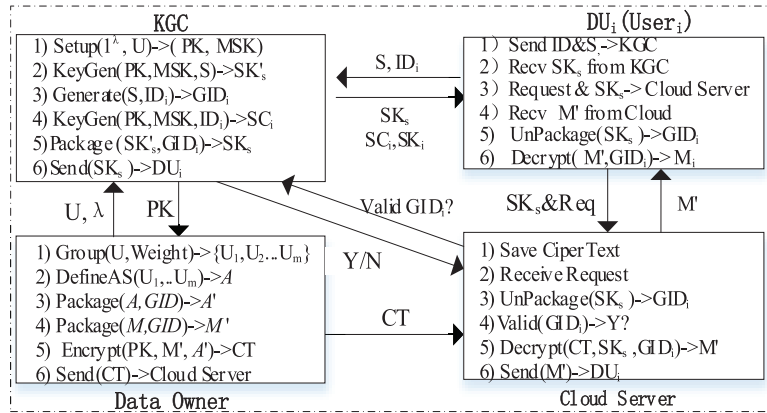 KGC
1) Setup(1^λ, U)->( PK, MSK)
2) KeyGen(PK,MSK,S)->SK'ₛ
3) Generate(S,IDᵢ)->GIDᵢ
4) KeyGen(PK,MSK,IDᵢ)->SCᵢ
5) Package (SK'ₛ,GIDᵢ)->SKₛ
6) Send(SKₛ)->DUᵢ
S, IDᵢ
SKₛ
SCᵢ,SKᵢ
DUᵢ(Userᵢ)
1) Send ID&Sᵢ->KGC
2) Recv SKₛ from KGC
3) Request & SKₛ-> Cloud Server
4) Recv M' from Cloud
5) UnPackage(SKₛ)->GIDᵢ
6) Decrypt( M',GIDᵢ)->Mᵢ
U, λ
PK
Valid GIDᵢ?
Y/N
SKₛ&Req
M'
1) Group(U,Weight)->{U₁,U₂...Uₘ}
2) DefineAS(U₁,..Uₘ)->A
3) Package(A,GID)->A'
4) Package(M,GID)->M'
5) Encrypt(PK, M', A')->CT
6) Send(CT)->Cloud Server
Data Owner
CT
1) Save CiperText
2) Receive Request
3) UnPackage(SKₛ)->GIDᵢ
4) Valid(GIDᵢ)->Y?
5) Decrypt(CT,SKₛ,GIDᵢ)->M'
6) Send(M')->DUᵢ
Cloud Server